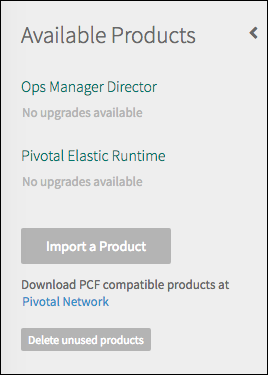 Available Products
Ops Manager Director
No upgrades available
Pivotal Elastic Runtime
No upgrades available
Import a Product
Download PCF compatible products at
Pivotal Network
Delete unused products